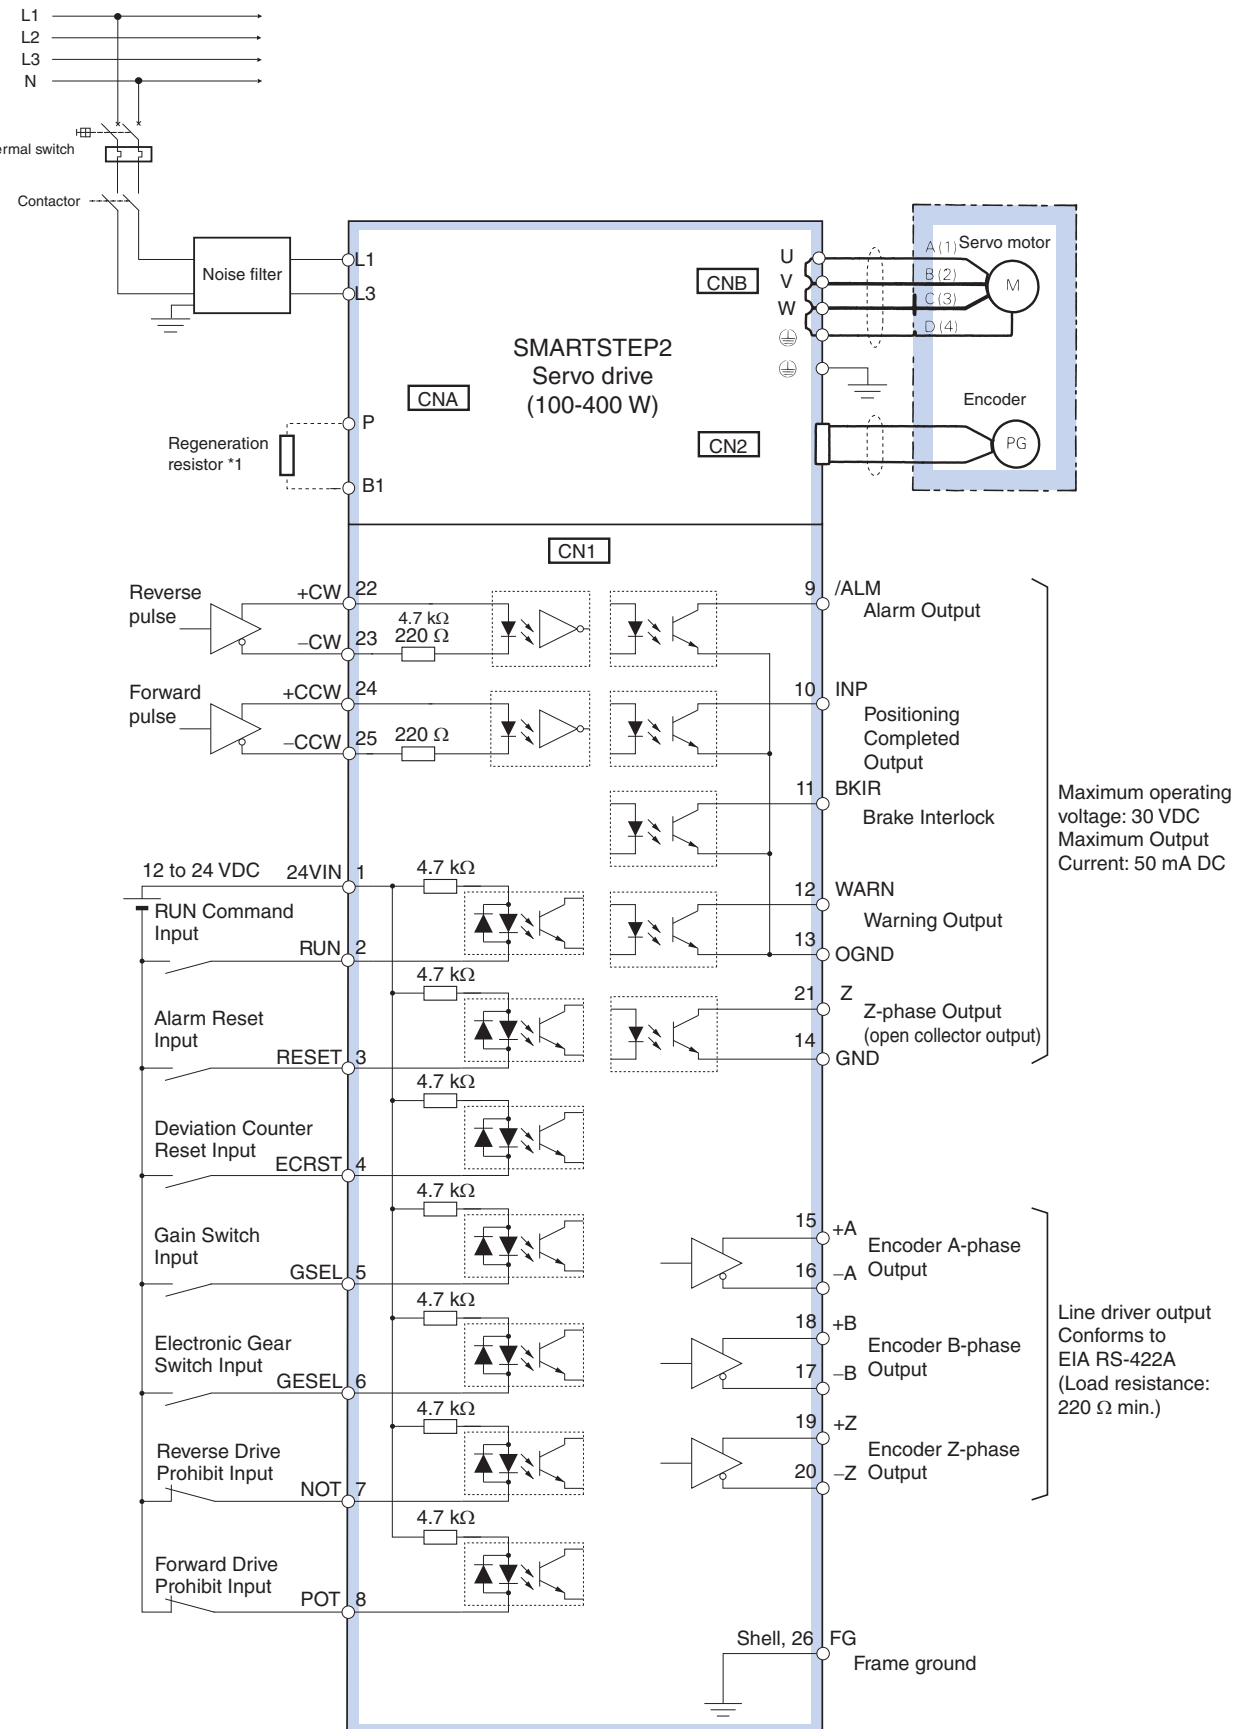 L1
L2
L3
N
ermal switch
Contactor
Noise filter
L1
L3
SMARTSTEP2
Servo drive
(100-400 W)
CNA
CNB
CN2
U
V
W
A (1)
B (2)
C (3)
D (4)
Servo motor
M
Encoder
PG
Regeneration
resistor *1
P
B1
CN1
Reverse
pulse
+CW 22
–CW 23
4.7 kΩ
220 Ω
Forward
pulse
+CCW 24
–CCW 25
220 Ω
9 /ALM
Alarm Output
10 INP
Positioning
Completed
Output
11 BKIR
Brake Interlock
12 WARN
Warning Output
13 OGND
21 Z
Z-phase Output
(open collector output)
14 GND
Maximum operating
voltage: 30 VDC
Maximum Output
Current: 50 mA DC
12 to 24 VDC
24VIN 1
4.7 kΩ
RUN Command
Input
RUN 2
4.7 kΩ
Alarm Reset
Input
RESET 3
4.7 kΩ
Deviation Counter
Reset Input
ECRST 4
4.7 kΩ
Gain Switch
Input
GSEL 5
4.7 kΩ
Electronic Gear
Switch Input
GESEL 6
4.7 kΩ
Reverse Drive
Prohibit Input
NOT 7
4.7 kΩ
Forward Drive
Prohibit Input
POT 8
15 +A
16 –A
Encoder A-phase
Output
18 +B
17 –B
Encoder B-phase
Output
19 +Z
20 –Z
Encoder Z-phase
Output
Line driver output
Conforms to
EIA RS-422A
(Load resistance:
220 Ω min.)
Shell, 26 FG
Frame ground